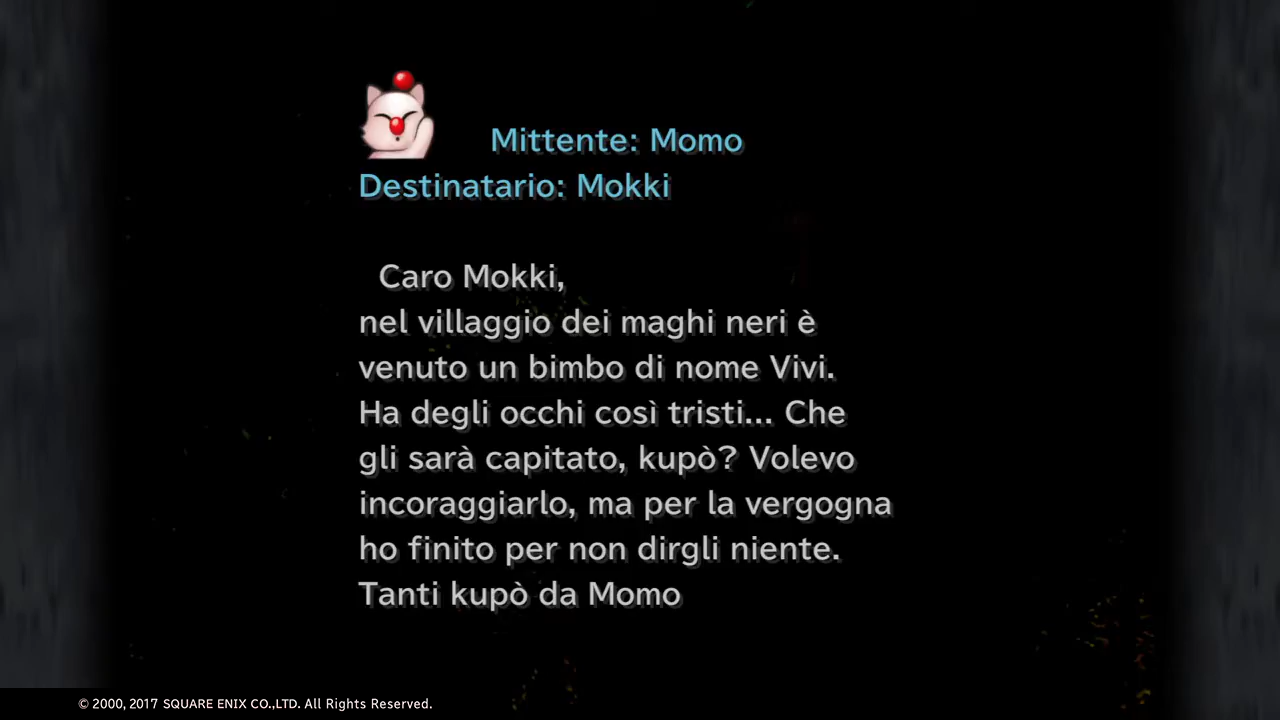 Mittente: Momo
Destinatario: Mokki
Caro Mokki,
nel villaggio dei maghi neri è
venuto un bimbo di nome Vivi.
Ha degli occhi così tristi... Che
gli sarà capitato, kupò? Volevo
incoraggiarlo, ma per la vergogna
ho finito per non dirgli niente.
Tanti kupò da Momo
© 2000, 2017 SQUARE ENIX CO.,LTD. All Rights Reserved.